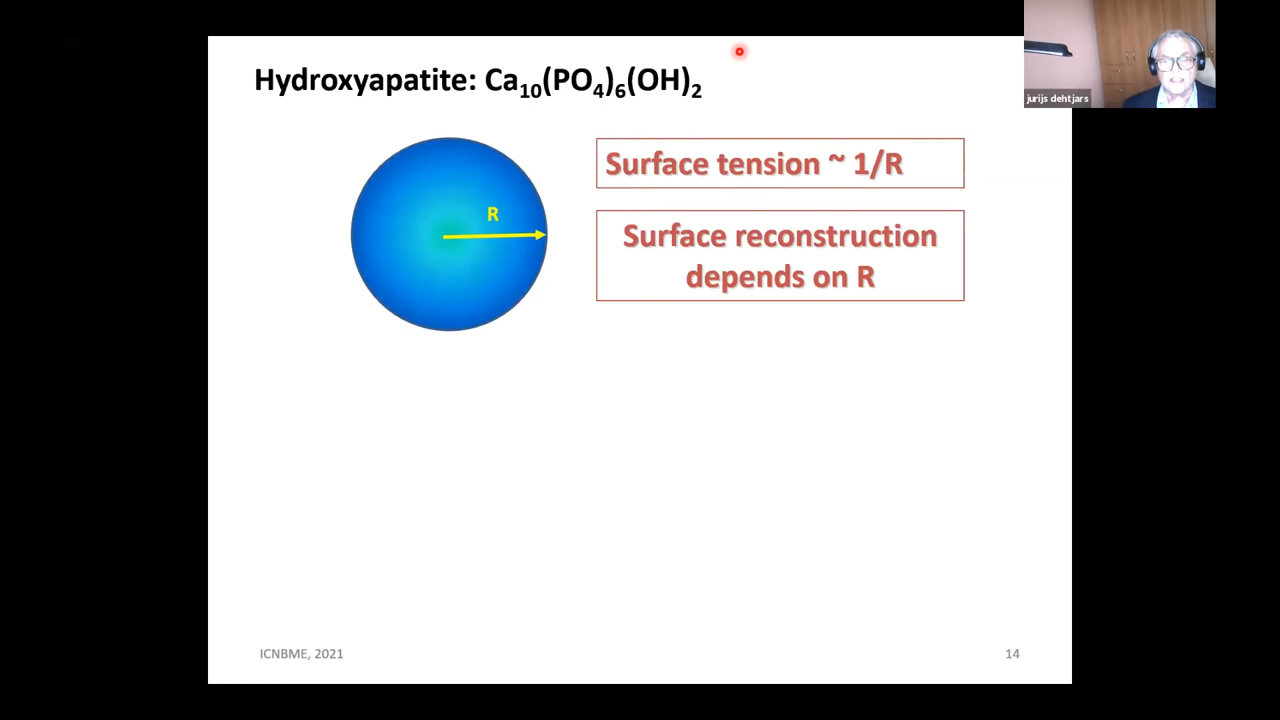 Hydroxyapatite: Ca₁₀(PO₄)₆(OH)₂
jurijs dehtjars
Surface tension ~ 1/R
R
Surface reconstruction
depends on R
ICNBME, 2021
14